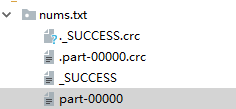 nums.txt
._SUCCESS.crc
.part-00000.crc
_SUCCESS
part-00000